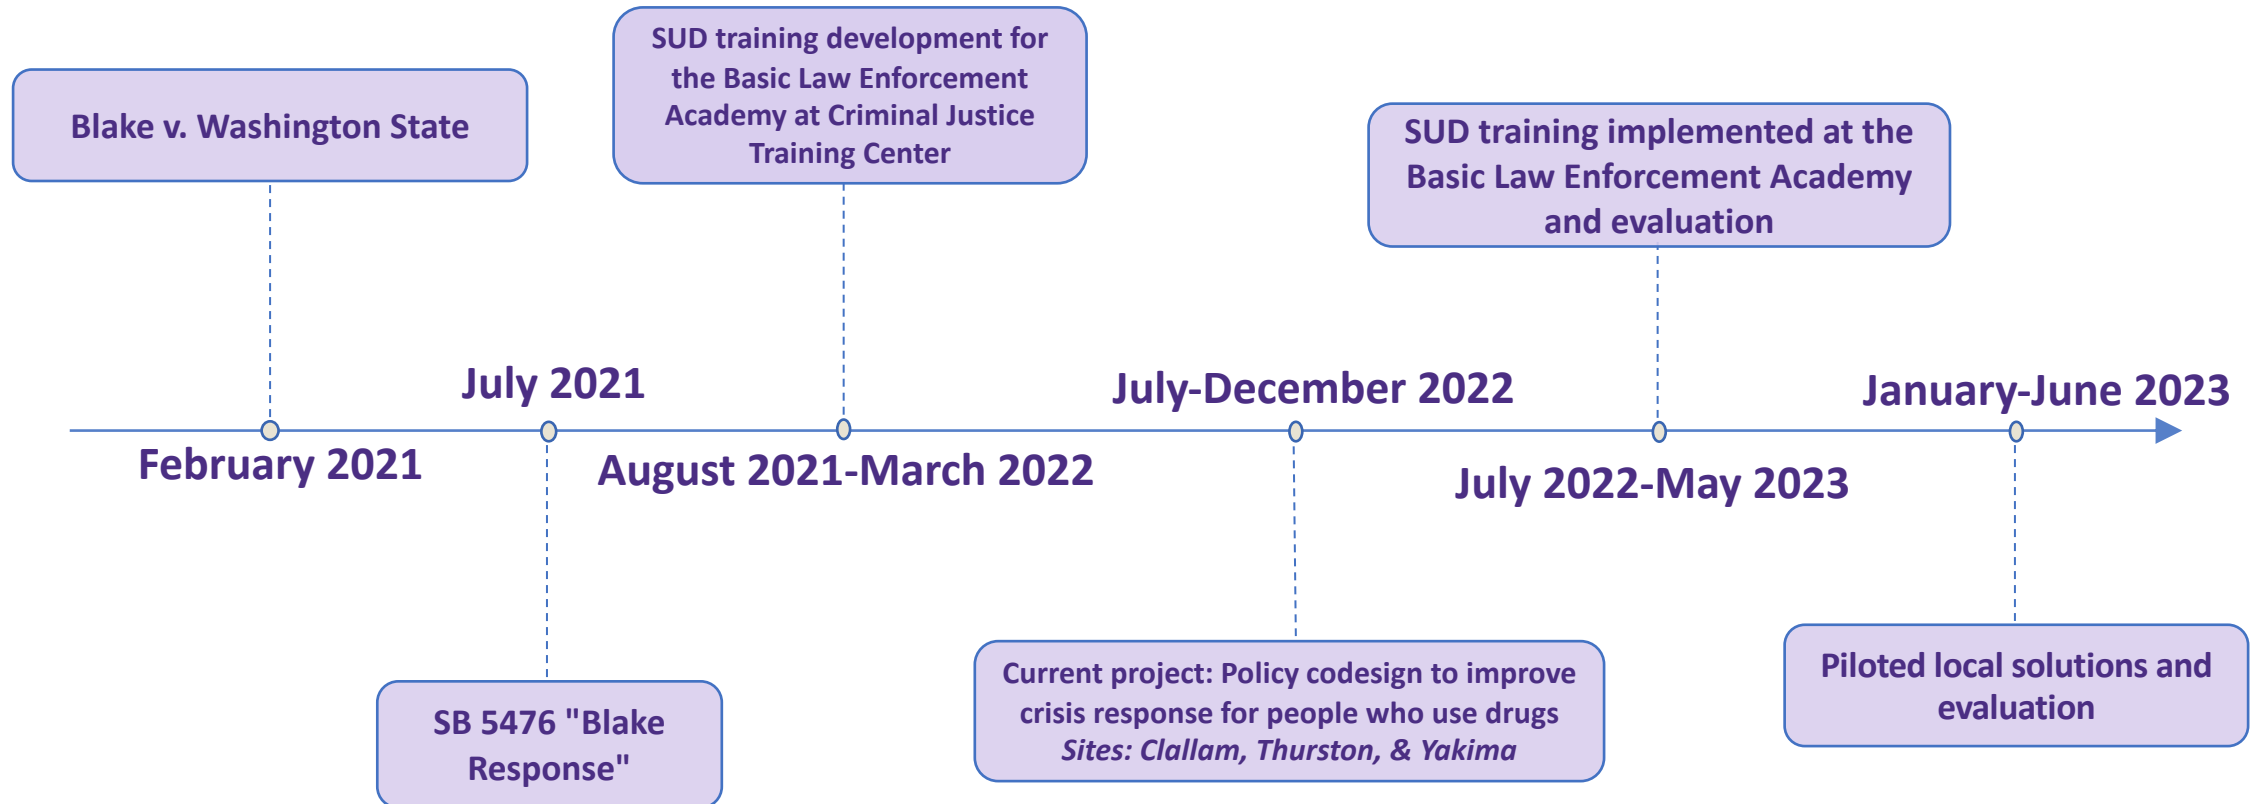 Blake v. Washington State
SUD training development for
the Basic Law Enforcement
Academy at Criminal Justice
Training Center
SUD training implemented at the
Basic Law Enforcement Academy
and evaluation
July 2021
July-December 2022
January-June 2023
February 2021
August 2021-March 2022
July 2022-May 2023
SB 5476 "Blake
Response"
Current project: Policy codesign to improve
crisis response for people who use drugs
Sites: Clallam, Thurston, & Yakima
Piloted local solutions and
evaluation